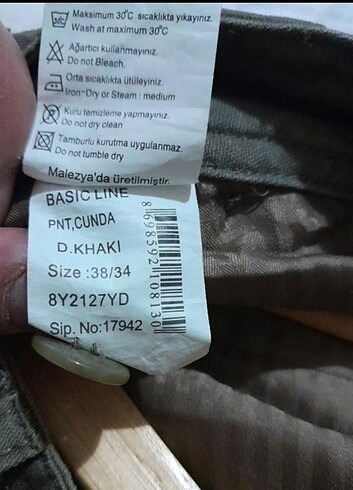 Maksimum 30°C sıcaklıkta yıkayınız.
Wash at maximum 30°C
Ağartıcı kullanmayınız.
Do not Bleach.
Orta sıcaklıkta ütüleyiniz.
Iron-Dry or Steam : medium
Kuru temizleme yapmayınız.
Do not dry clean
Tamburlu kurutma uygulanmaz.
Do not tumble dry
Malezya'da üretilmiştir.
BASIC LINE
PNT,CUNDA
D.KHAKI
Size :38/34
8Y2127YD
Sip. No:17942
8698592108130